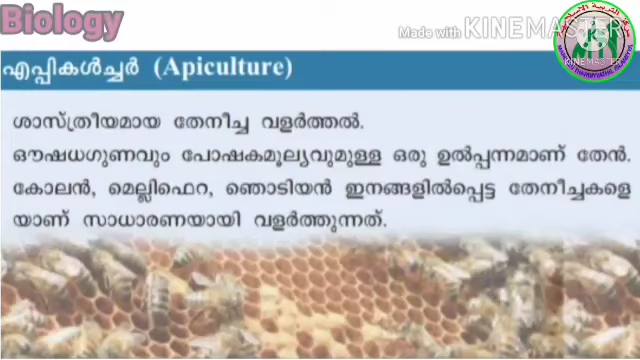 Biology
Made with KINEMASTER
എപ്പികൾച്ചർ (Apiculture)
ശാസ്ത്രീയമായ തേനീച്ച വളർത്തൽ.
ഔഷധഗുണവും പോഷകമൂല്യവുമുള്ള ഒരു ഉൽപ്പന്നമാണ് തേൻ.
കോലൻ, മെല്ലിഫെറ, ഞൊടിയൻ ഇനങ്ങളിൽപ്പെട്ട തേനീച്ചകളെ
യാണ് സാധാരണയായി വളർത്തുന്നത്.